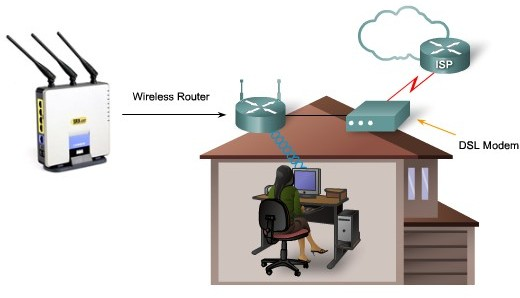 ISP
Wireless Router
DSL Modem